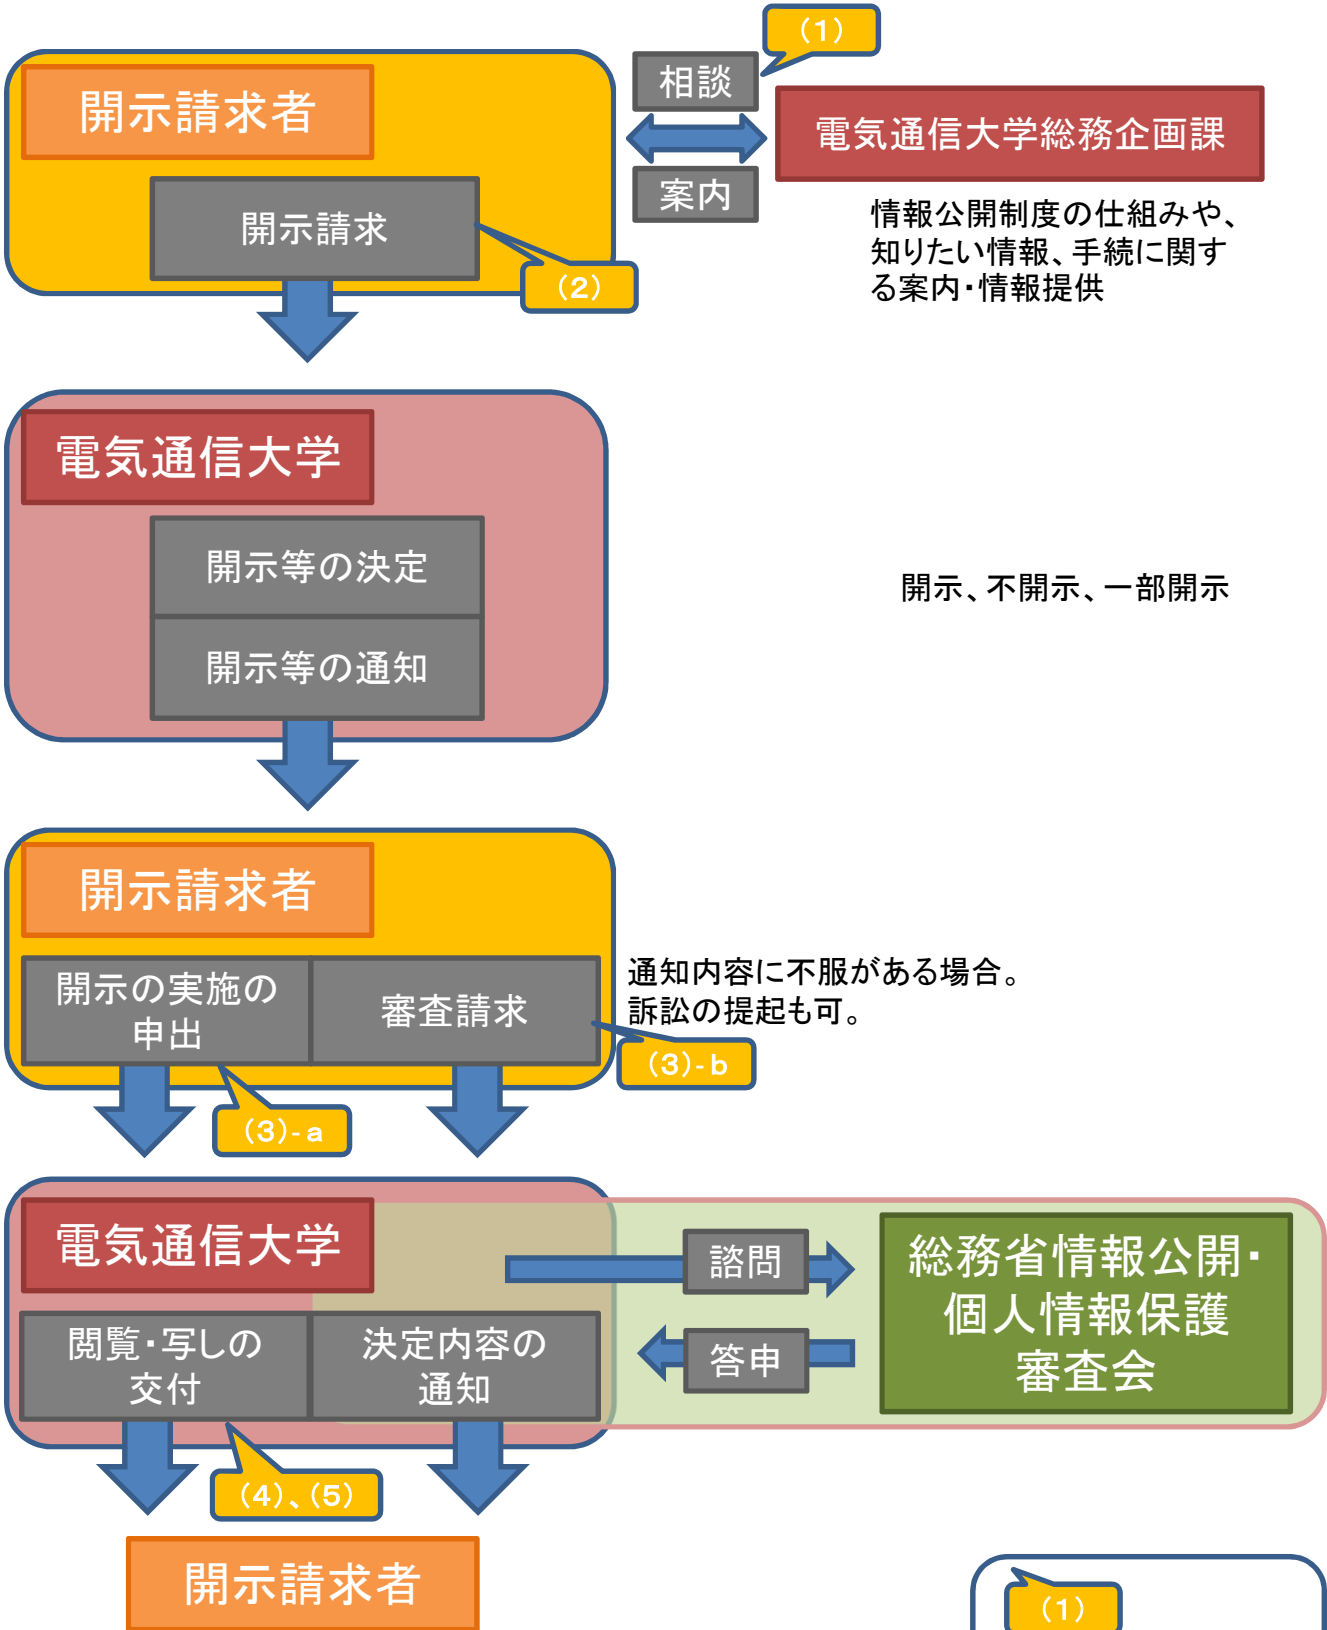 (1)
開示請求者
相談
電気通信大学総務企画課
案内
開示請求
(2)
情報公開制度の仕組みや、
知りたい情報、手続に関す
る案内・情報提供
電気通信大学
開示等の決定
開示、不開示、一部開示
開示等の通知
開示請求者
開示の実施の
申出
審査請求
通知内容に不服がある場合。
訴訟の提起も可。
(3)-b
(3)-a
電気通信大学
諮問
答申
総務省情報公開・
個人情報保護
審査会
閲覧・写しの
交付
決定内容の
通知
(4)、(5)
開示請求者
(1)